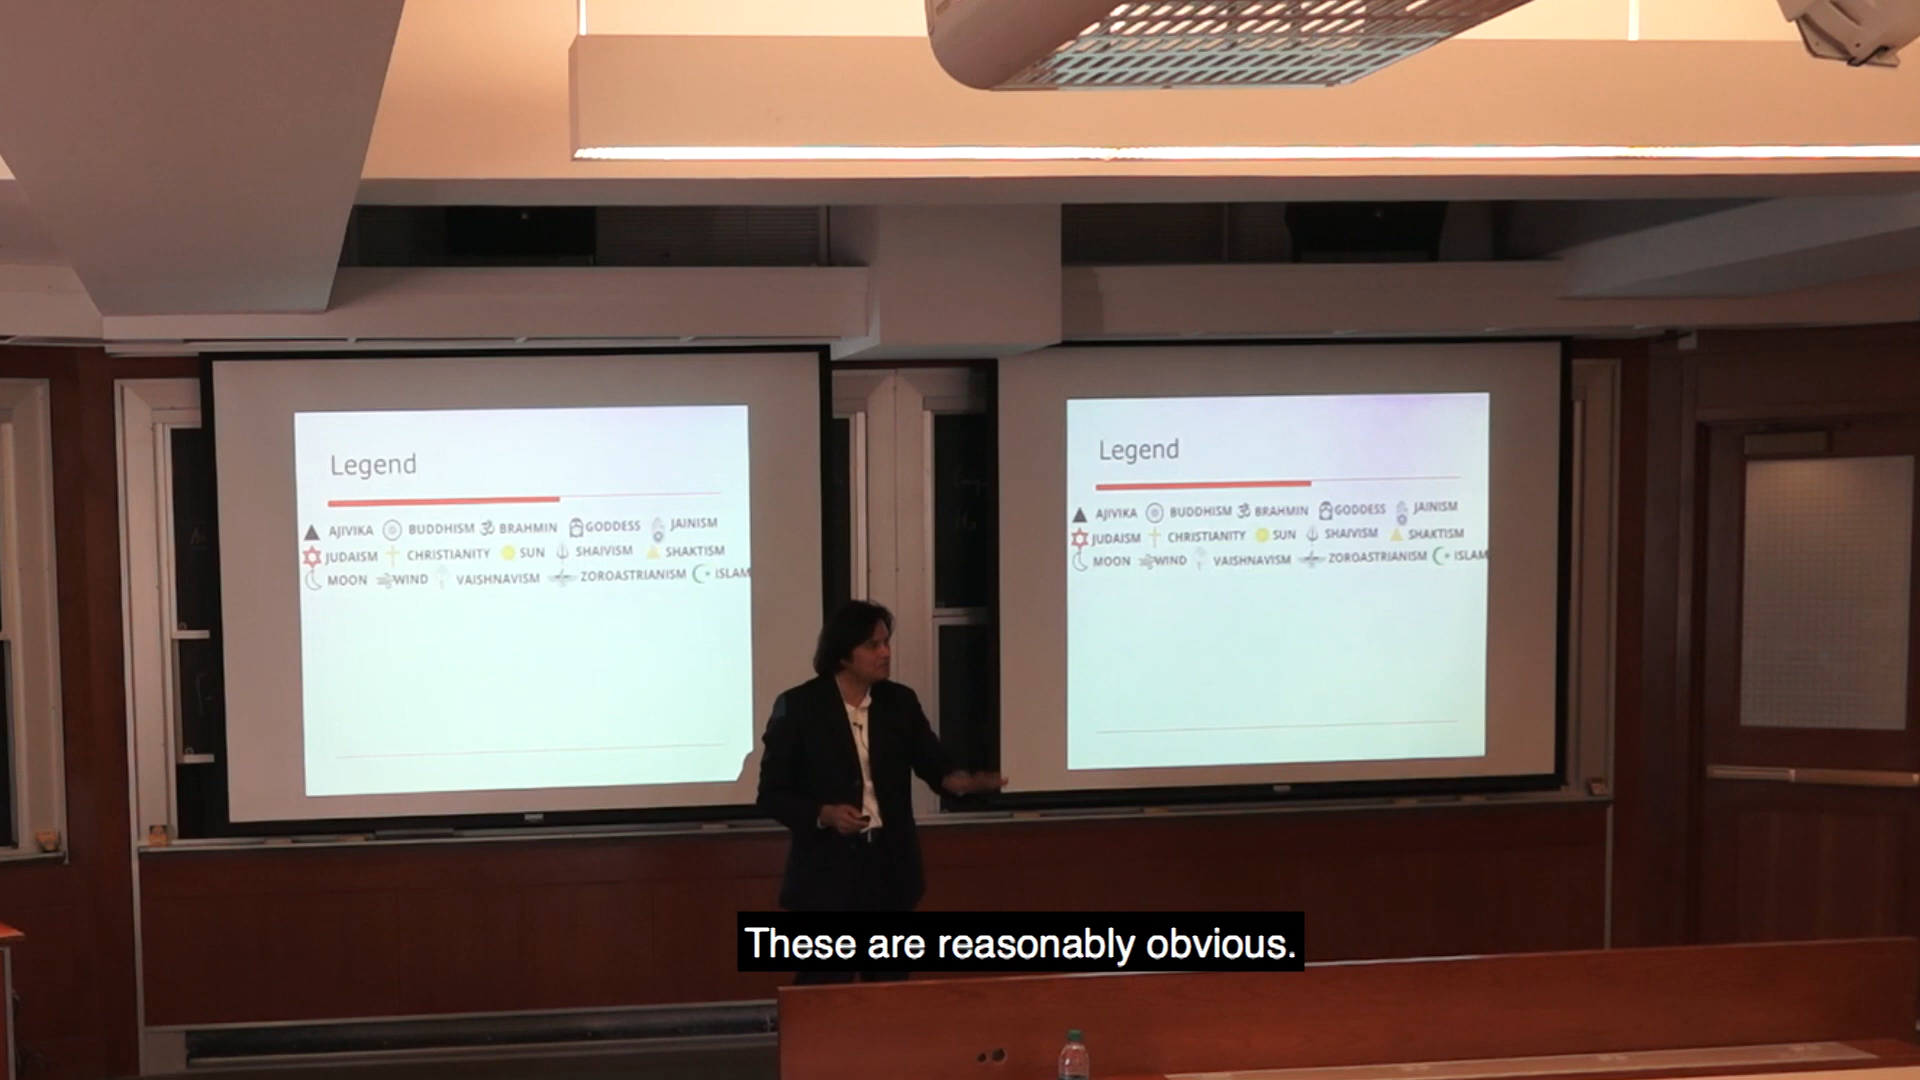 Legend
AJIVIKA BUDDHISM BRAHMIN GODDESS JAINISM
JUDAISM CHRISTIANITY SUN SHAIVISM SHAKTISM
MOON WIND VAISHNAVISM ZOROASTRIANISM ISLAM
Legend
AJIVIKA BUDDHISM BRAHMIN GODDESS JAINISM
JUDAISM CHRISTIANITY SUN SHAIVISM SHAKTISM
MOON WIND VAISHNAVISM ZOROASTRIANISM ISLAM
These are reasonably obvious.